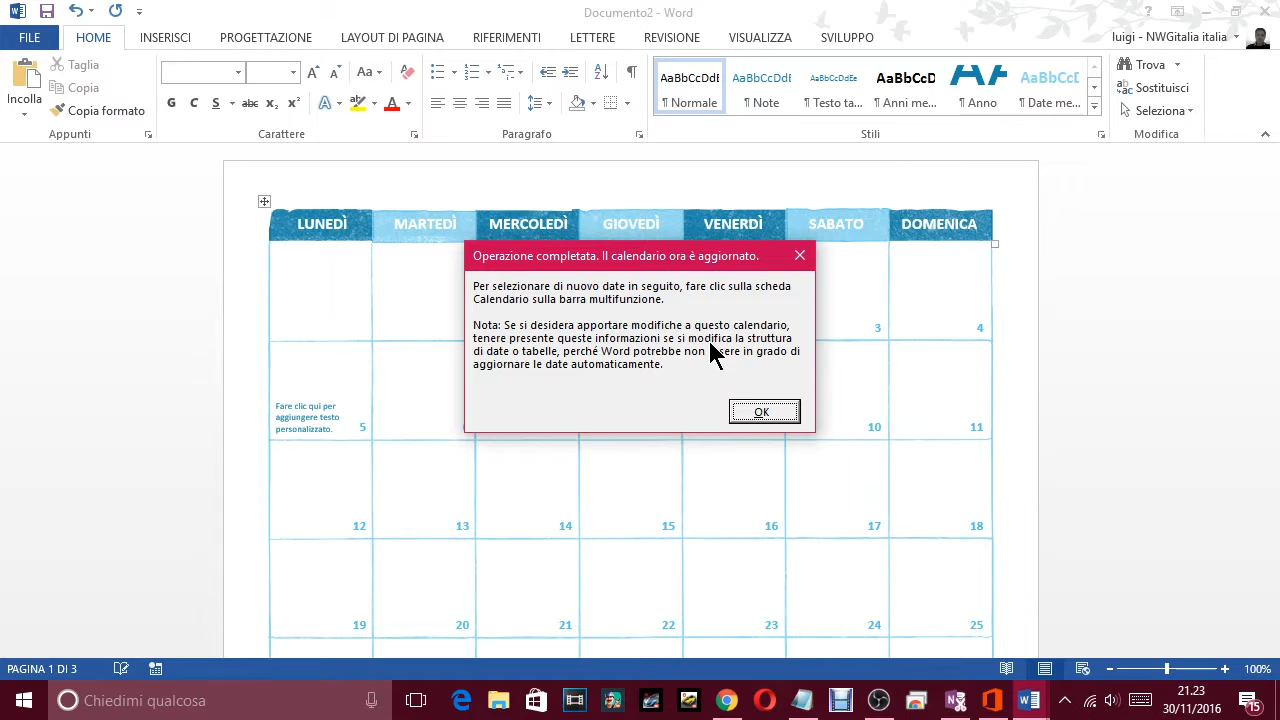 Documento2 - Word
FILE
HOME
INSERISCI
PROGETTAZIONE
LAYOUT DI PAGINA
RIFERIMENTI
LETTERE
REVISIONE
VISUALIZZA
SVILUPPO
luigi - NWGitalia italia
Incolla
Taglia
Copia
Copia formato
Appunti
Aa
G C S abc x₂ x²
A A
Carattere
Paragrafo
AaBbCcDdE
¶ Normale
AaBbCcDdE
¶ Note
AaBbCcDdEe
¶ Testo ta...
AaBbCcD
¶ Anni me...
¶ Anno
AaBbCcD
¶ Date me...
Stili
Trova
Sostituisci
Seleziona
Modifica
LUNEDÌ MARTEDÌ MERCOLEDÌ GIOVEDÌ VENERDÌ SABATO DOMENICA
Operazione completata. Il calendario ora è aggiornato.
Per selezionare di nuovo date in seguito, fare clic sulla scheda
Calendario sulla barra multifunzione.
Nota: Se si desidera apportare modifiche a questo calendario,
tenere presente queste informazioni se si modifica la struttura
di date o tabelle, perché Word potrebbe non essere in grado di
aggiornare le date automaticamente.
OK
3 4
Fare clic qui per
aggiungere testo
personalizzato.
5 10 11
12 13 14 15 16 17 18
19 20 21 22 23 24 25
PAGINA 1 DI 3
100%
Chiedimi qualcosa
21.23
30/11/2016
15